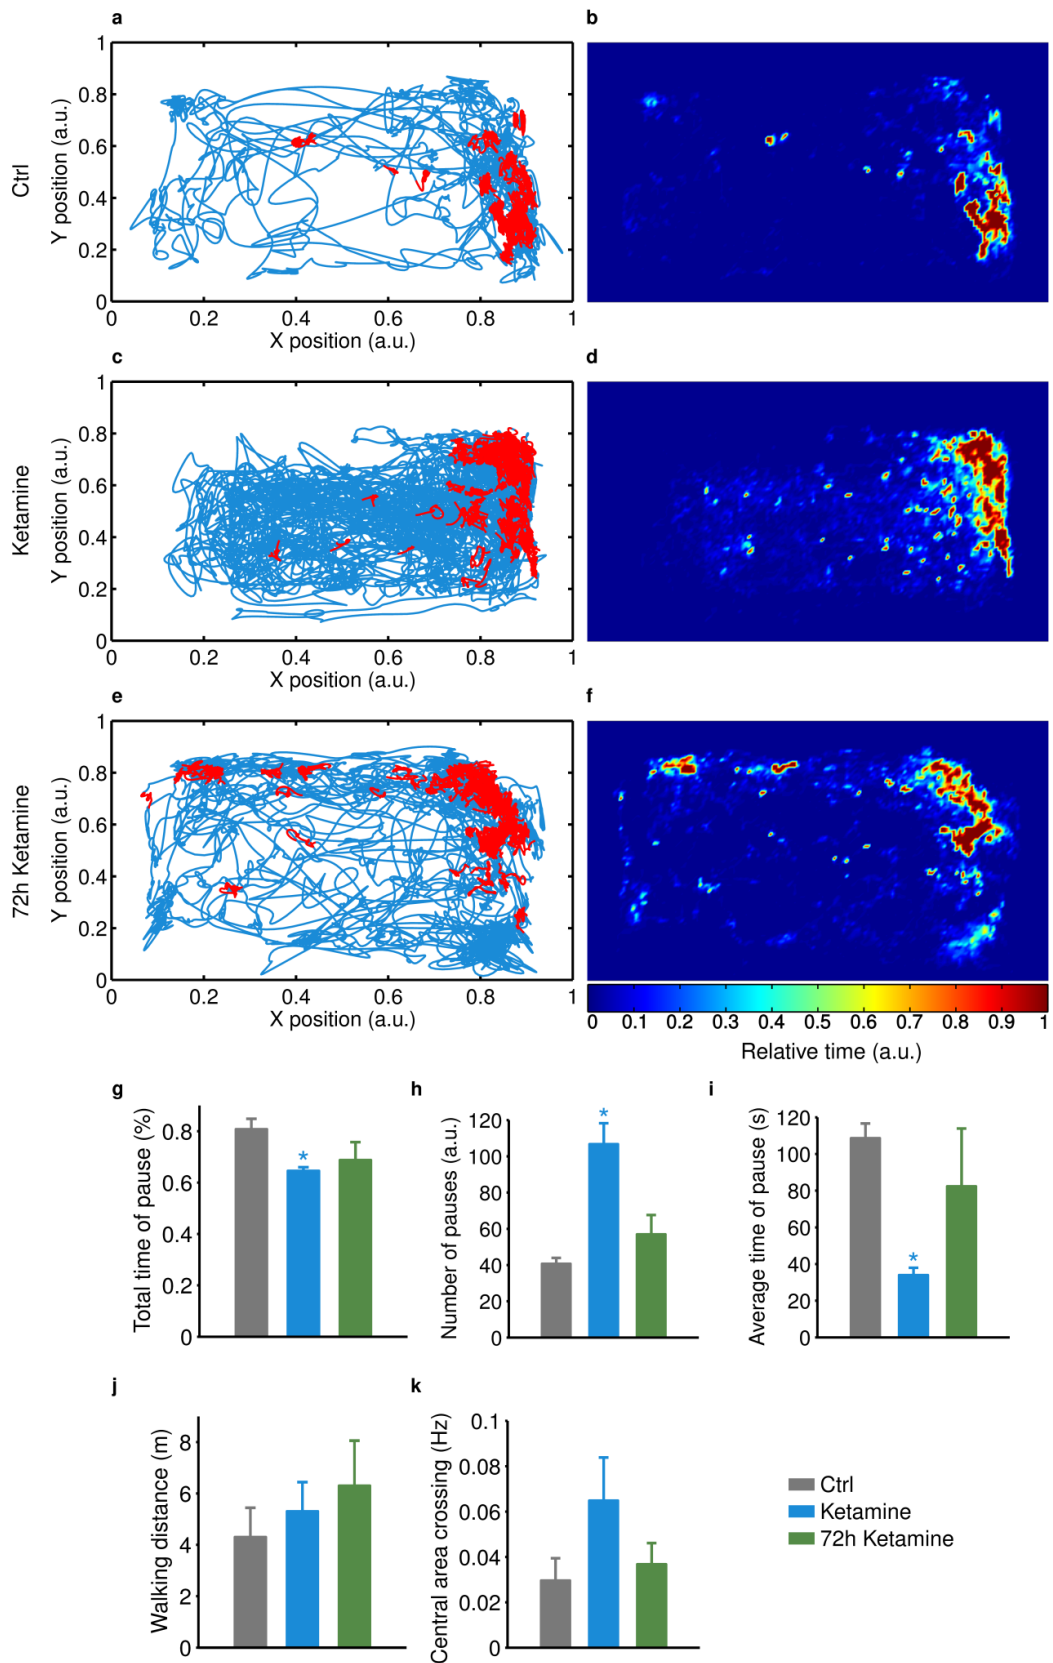 a
b
Ctrl
Y position (a.u.)
1
0.8
0.6
0.4
0.2
0
0 0.2 0.4 0.6 0.8 1
X position (a.u.)
c
d
Ketamine
Y position (a.u.)
1
0.8
0.6
0.4
0.2
0
0 0.2 0.4 0.6 0.8 1
X position (a.u.)
e
f
72h Ketamine
Y position (a.u.)
1
0.8
0.6
0.4
0.2
0
0 0.2 0.4 0.6 0.8 1
X position (a.u.)
0 0.1 0.2 0.3 0.4 0.5 0.6 0.7 0.8 0.9 1
Relative time (a.u.)
g
Total time of pause (%)
0.8
0.6
0.4
0.2
0
*
h
Number of pauses (a.u.)
120
100
80
60
40
20
0
*
i
Average time of pause (s)
120
100
80
60
40
20
0
*
j
Walking distance (m)
8
6
4
2
0
k
Central area crossing (Hz)
0.1
0.08
0.06
0.04
0.02
0
Ctrl
Ketamine
72h Ketamine